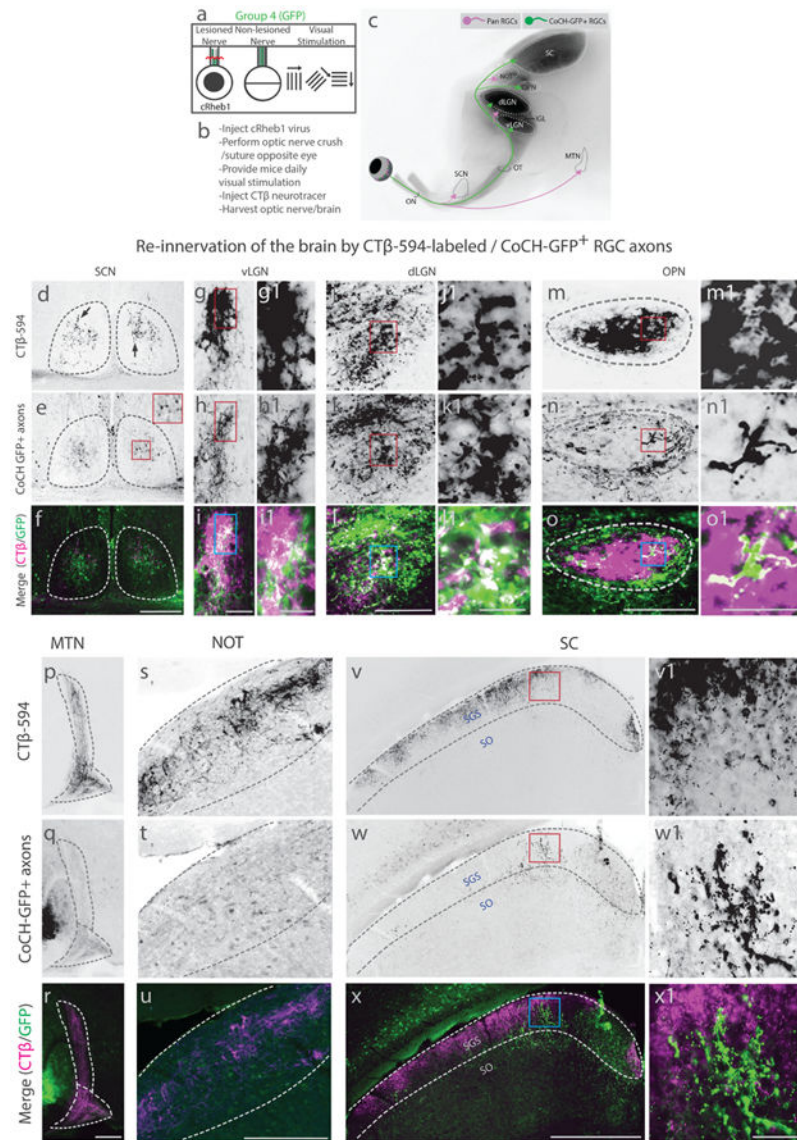 a
Group 4 (GFP)
Lesioned Non-lesioned Visual
Nerve Nerve Stimulation
cRheb1
b
-Inject cRheb1 virus
-Perform optic nerve crush
/suture opposite eye
-Provide mice daily
visual stimulation
-Inject CTβ neurotracer
-Harvest optic nerve/brain
c
Pan RGCs CoCH-GFP+ RGCs
SC
NOT
OPN
dLGN
IGL
vLGN
MTN
SCN
OT
ON
Re-innervation of the brain by CTβ-594-labeled / CoCH-GFP+ RGC axons
SCN vLGN dLGN OPN
CTβ-594
d g g1 j j1 m m1
CoCH GFP+ axons
e h h1 k k1 n n1
Merge (CTβ/GFP)
f i i1 l l1 o o1
MTN NOT SC
CTβ-594
p s v v1
SGS
SO
CoCH-GFP+ axons
q t w w1
SGS
SO
Merge (CTβ/GFP)
r u x x1
SGS
SO